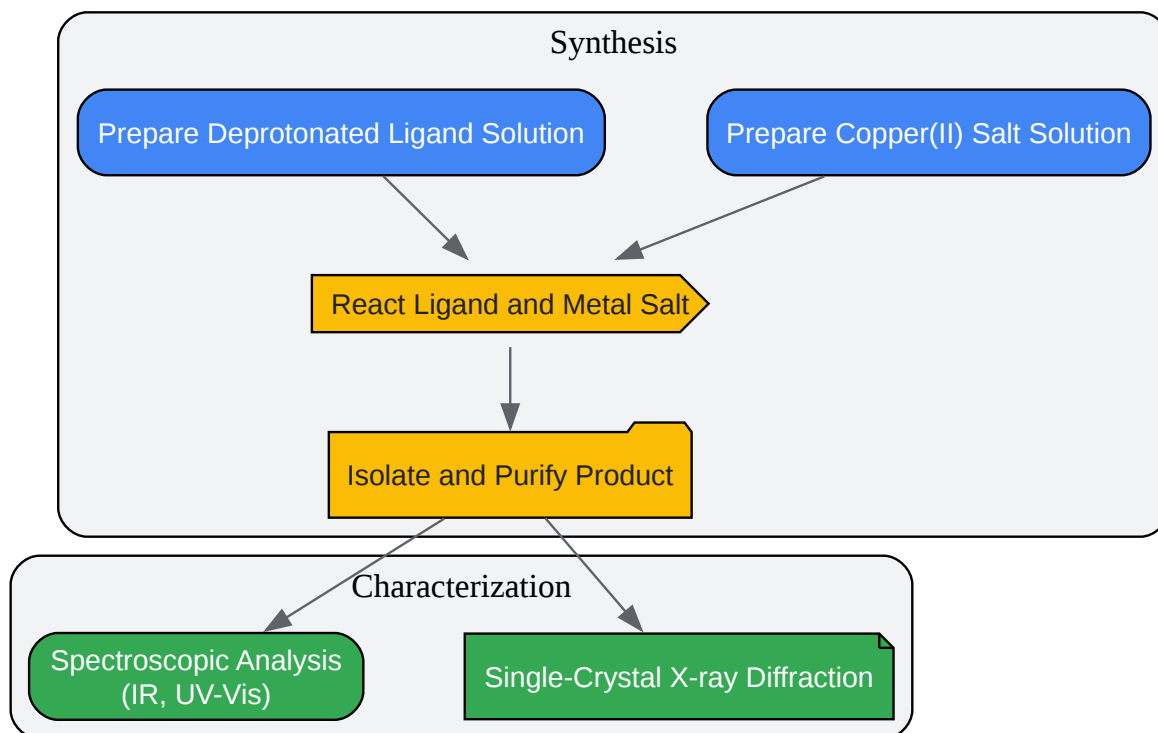 Synthesis
Prepare Deprotonated Ligand Solution
Prepare Copper(II) Salt Solution
React Ligand and Metal Salt
Isolate and Purify Product
Characterization
Spectroscopic Analysis
(IR, UV-Vis)
Single-Crystal X-ray Diffraction